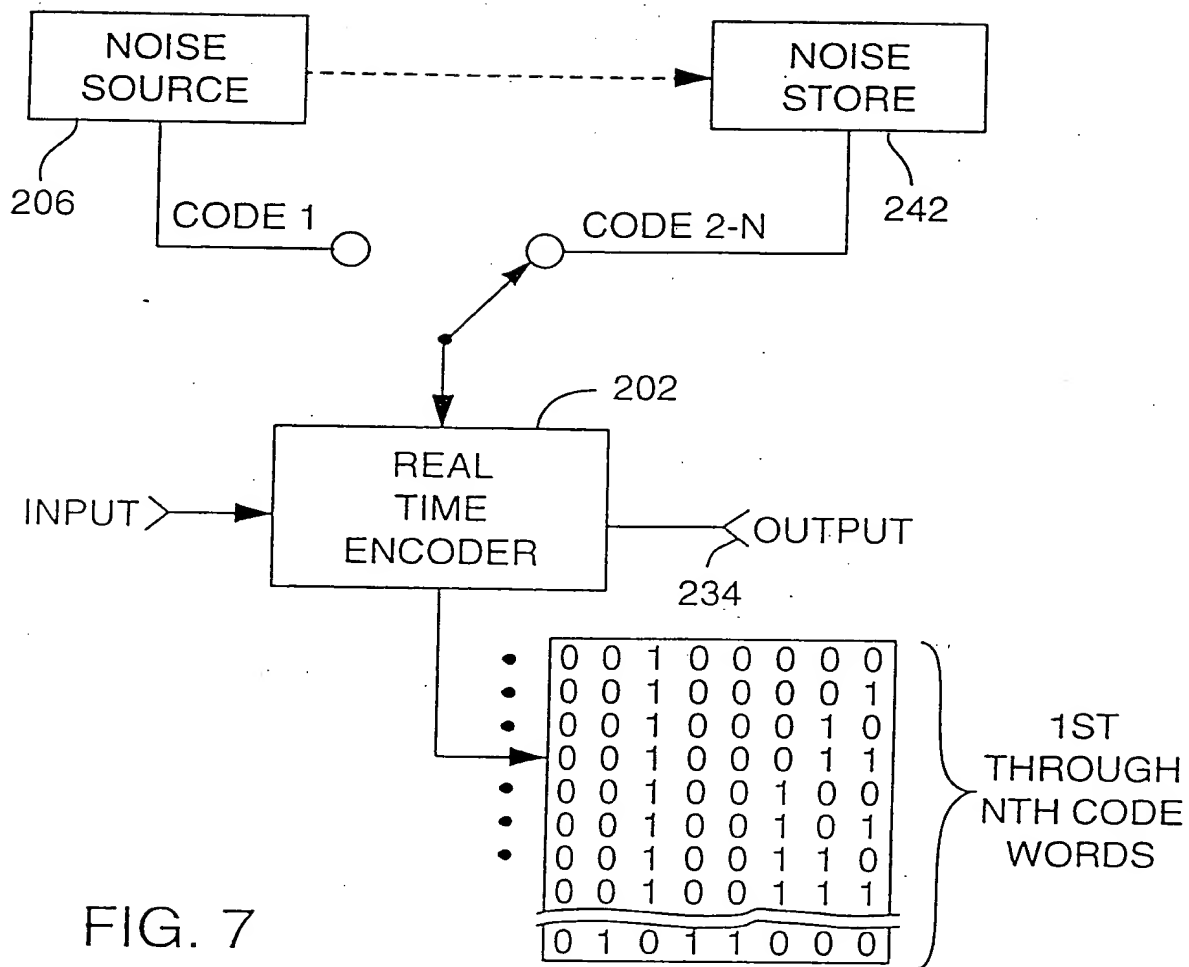 NOISE
SOURCE
NOISE
STORE
206
242
CODE 1
CODE 2-N
202
REAL
TIME
ENCODER
INPUT
OUTPUT
234
0 0 1 0 0 0 0 0
0 0 1 0 0 0 0 1
0 0 1 0 0 0 1 0
0 0 1 0 0 0 1 1
0 0 1 0 0 1 0 0
0 0 1 0 0 1 0 1
0 0 1 0 0 1 1 0
0 0 1 0 0 1 1 1
0 1 0 1 1 0 0 0
1ST
THROUGH
NTH CODE
WORDS
FIG. 7